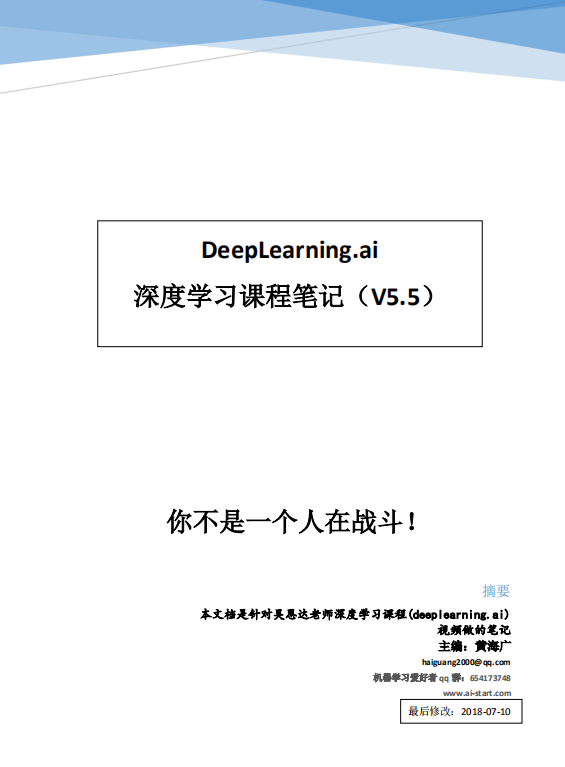 DeepLearning.ai
深度学习课程笔记（V5.5）
你不是一个人在战斗！
摘要
本文档是针对吴恩达老师深度学习课程(deeplearning.ai)
视频做的笔记
主编：黄海广
haiguang2000@qq.com
机器学习爱好者 qq 群：654173748
www.ai-start.com
最后修改：2018-07-10